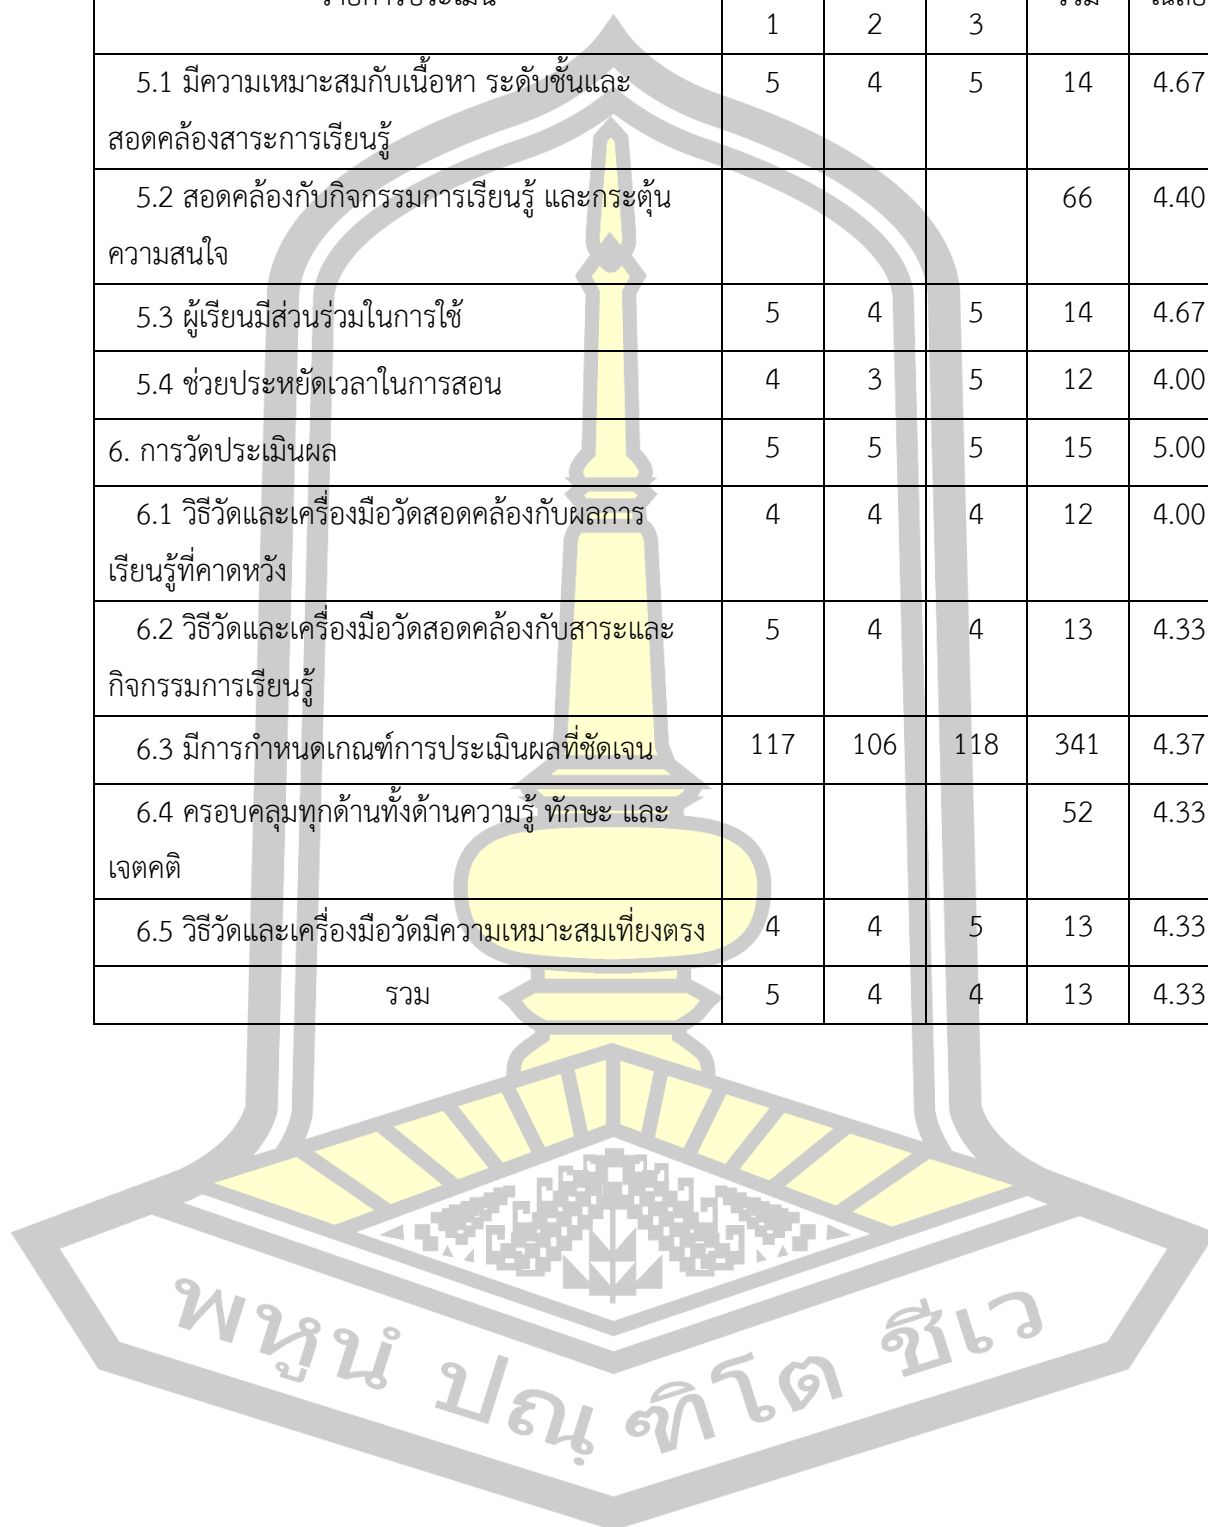 1 2 3
5.1 มีความเหมาะสมกับเนื้อหา ระดับชั้นและ 5 4 5 14 4.67
สอดคล้องสาระการเรียนรู้
5.2 สอดคล้องกับกิจกรรมการเรียนรู้ และกระตุ้น 66 4.40
ความสนใจ
5.3 ผู้เรียนมีส่วนร่วมในการใช้ 5 4 5 14 4.67
5.4 ช่วยประหยัดเวลาในการสอน 4 3 5 12 4.00
6. การวัดประเมินผล 5 5 5 15 5.00
6.1 วิธีวัดและเครื่องมือวัดสอดคล้องกับผลการ 4 4 4 12 4.00
เรียนรู้ที่คาดหวัง
6.2 วิธีวัดและเครื่องมือวัดสอดคล้องกับสาระและ 5 4 4 13 4.33
กิจกรรมการเรียนรู้
6.3 มีการกำหนดเกณฑ์การประเมินผลที่ชัดเจน 117 106 118 341 4.37
6.4 ครอบคลุมทุกด้านทั้งด้านความรู้ ทักษะ และ 52 4.33
เจตคติ
6.5 วิธีวัดและเครื่องมือวัดมีความเหมาะสมเที่ยงตรง 4 4 5 13 4.33
รวม 5 4 4 13 4.33
พหูนํ ปณฺฑิโต ชีเว